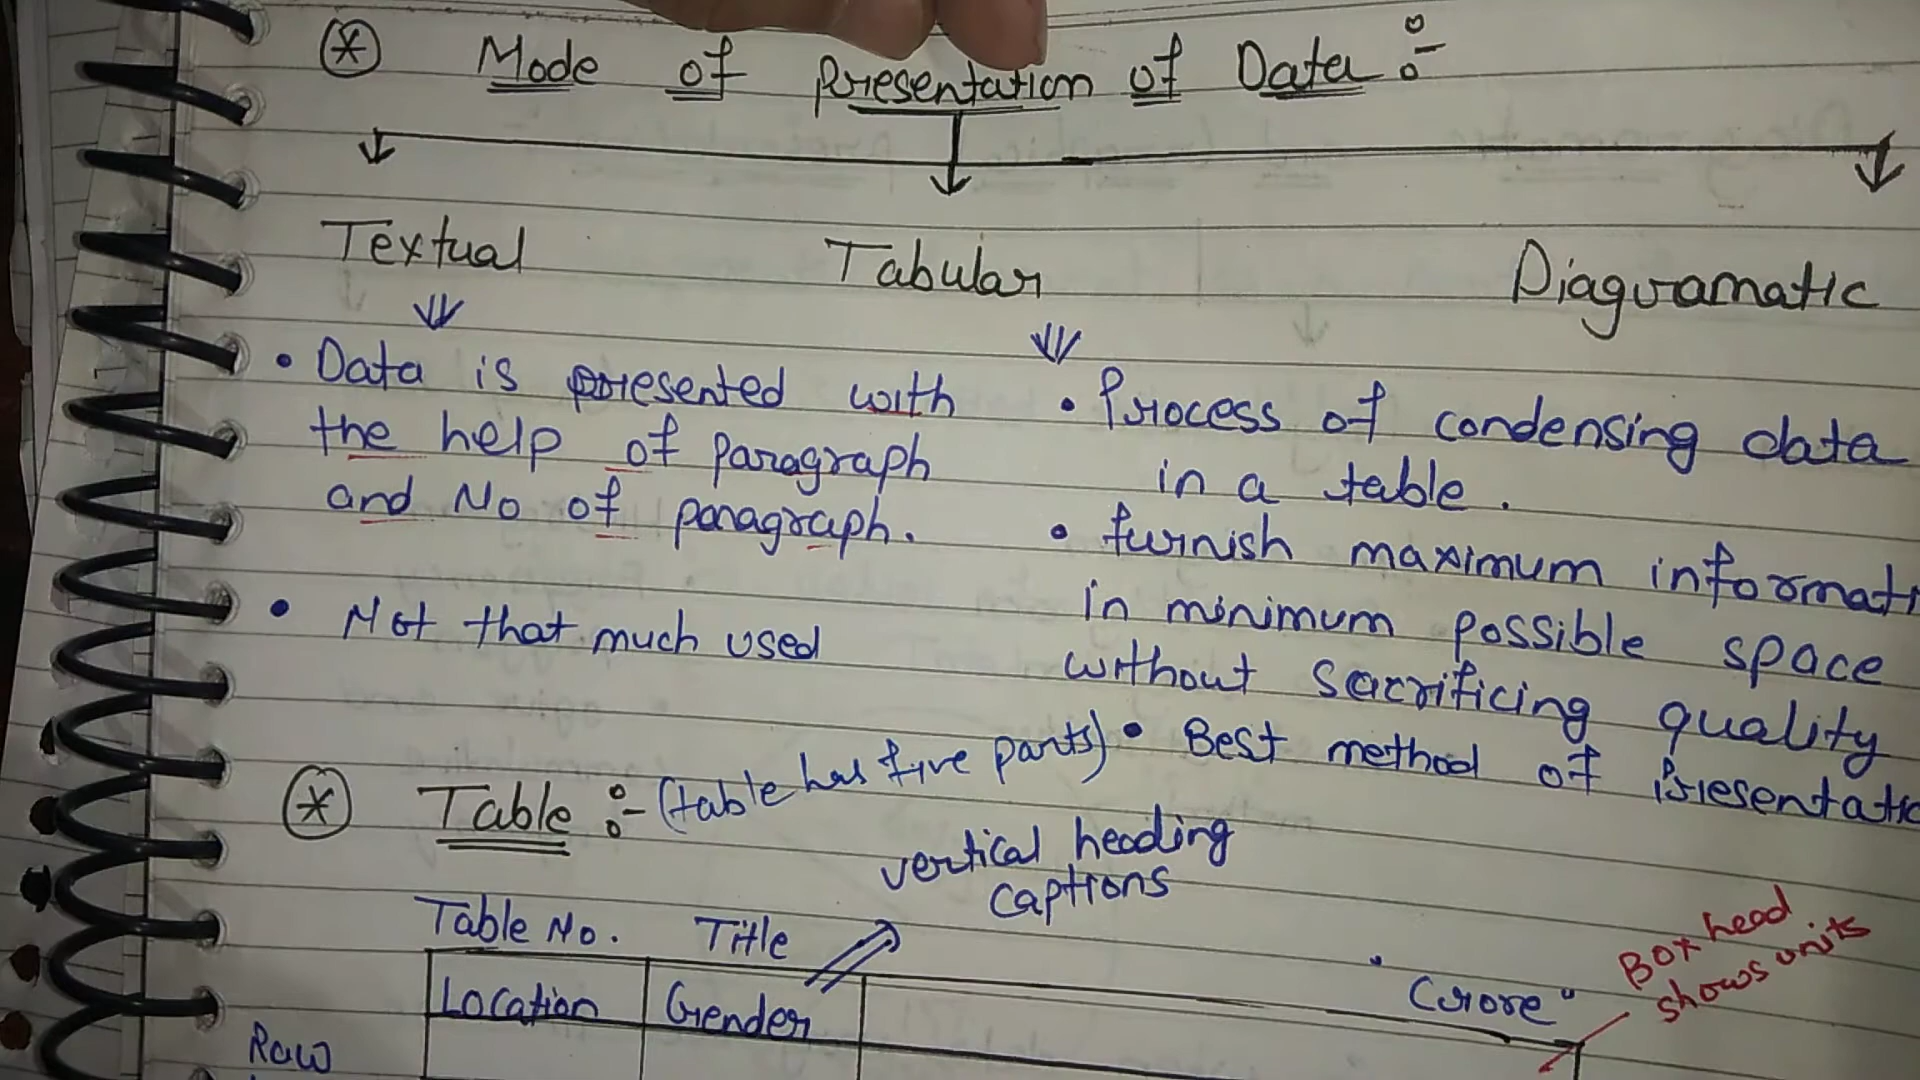 Mode of Presentation of Data :-
Textual Tabular Diagramatic
• Data is presented with
the help of paragraph
and No of paragraph.
• Not that much used
• Process of condensing data
in a table.
• furnish maximum informati
in minimum possible space
without sacrificing quality
• Best method of Presentatio
Table :- (table has five parts)
vertical heading
captions
Table No. Title
Box head
shows units
"Crore"
Location Gender
Raw